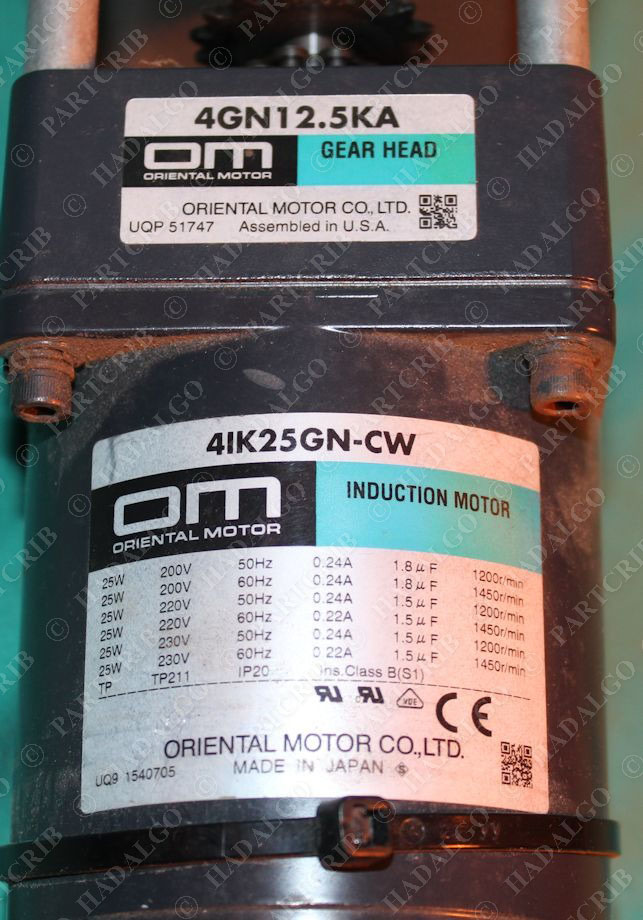 4GN12.5KA
om
ORIENTAL MOTOR
GEAR HEAD
ORIENTAL MOTOR CO., LTD.
UQP 51747 Assembled in U.S.A.
4IK25GN-CW
om
ORIENTAL MOTOR
INDUCTION MOTOR
25W 200V 50Hz 0.24A 1.8μF 1200r/min
25W 200V 60Hz 0.24A 1.8μF 1450r/min
25W 220V 50Hz 0.24A 1.5μF 1200r/min
25W 220V 60Hz 0.22A 1.5μF 1450r/min
25W 230V 50Hz 0.24A 1.5μF 1200r/min
25W 230V 60Hz 0.22A 1.5μF 1450r/min
TP TP211 IP20 Ins.Class B(S1)
VDE CE
ORIENTAL MOTOR CO.,LTD.
UQ9 1540705 MADE IN JAPAN
© PARTCRIB
© HADALGO